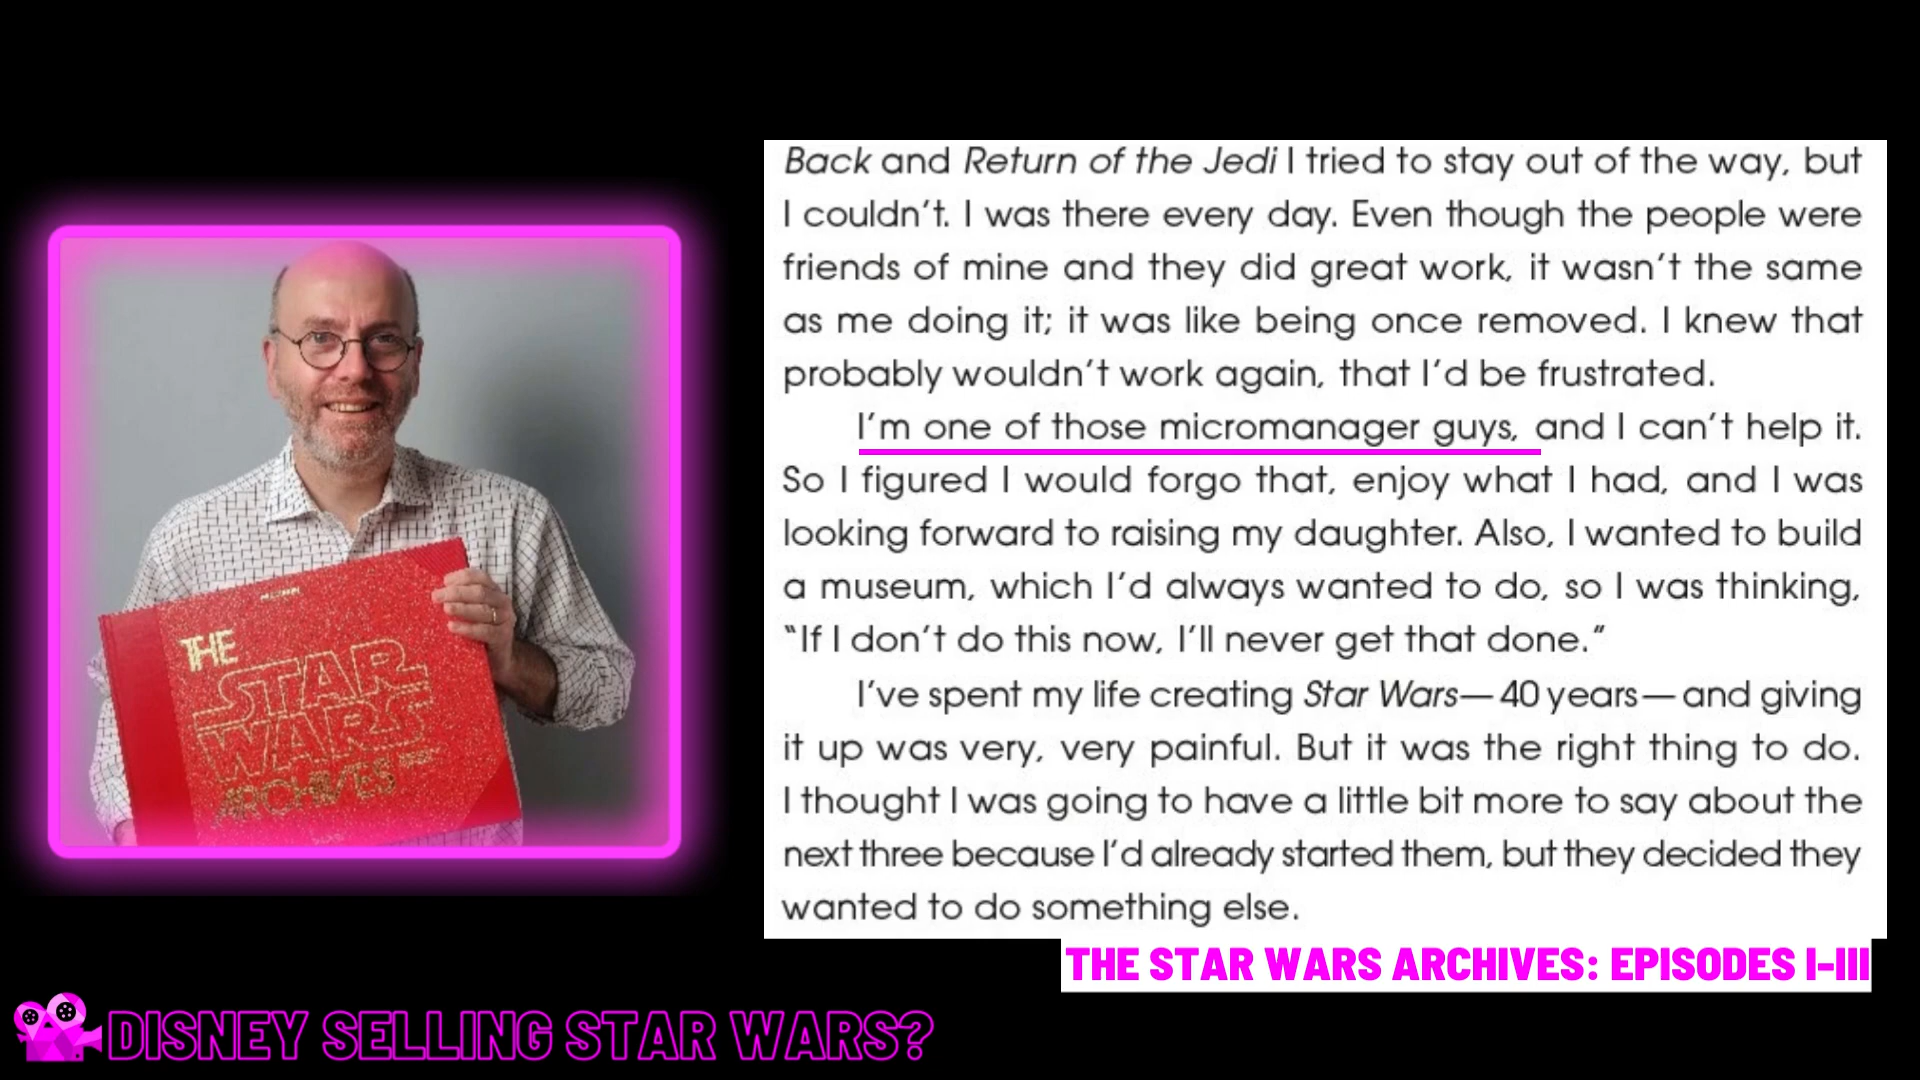 THE
STAR
WARS
ARCHIVES
Back and Return of the Jedi I tried to stay out of the way, but
I couldn’t. I was there every day. Even though the people were
friends of mine and they did great work, it wasn’t the same
as me doing it; it was like being once removed. I knew that
probably wouldn’t work again, that I’d be frustrated.
I’m one of those micromanager guys, and I can’t help it.
So I figured I would forgo that, enjoy what I had, and I was
looking forward to raising my daughter. Also, I wanted to build
a museum, which I’d always wanted to do, so I was thinking,
“If I don’t do this now, I’ll never get that done.”
I’ve spent my life creating Star Wars—40 years—and giving
it up was very, very painful. But it was the right thing to do.
I thought I was going to have a little bit more to say about the
next three because I’d already started them, but they decided they
wanted to do something else.
THE STAR WARS ARCHIVES: EPISODES I-III
DISNEY SELLING STAR WARS?